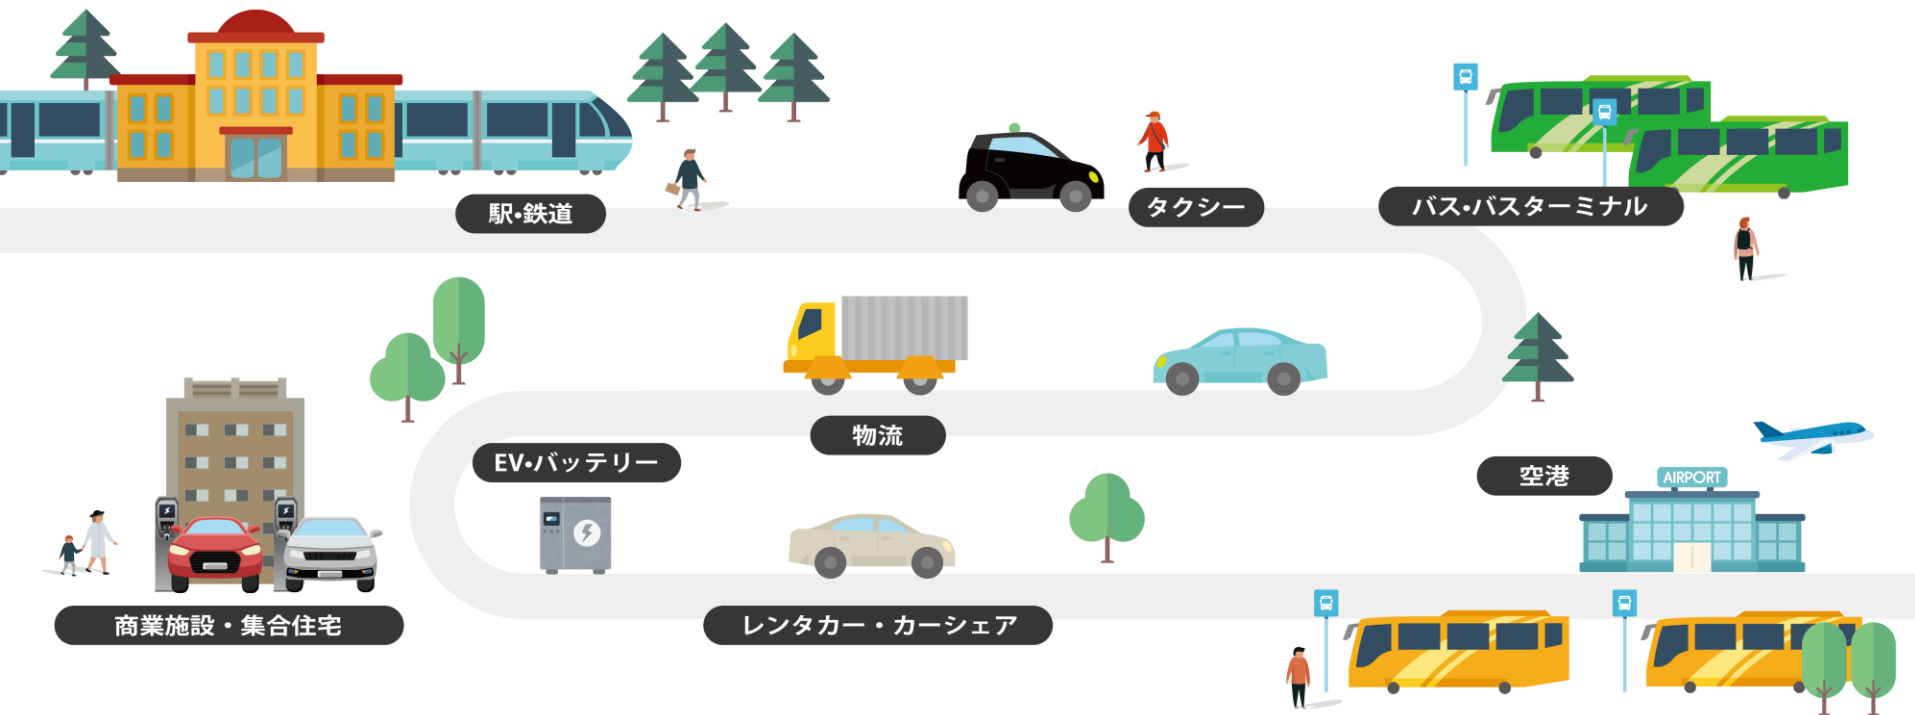 駅・鉄道
タクシー
バス・バスターミナル
物流
EV・バッテリー
空港
AIRPORT
商業施設・集合住宅
レンタカー・カーシェア